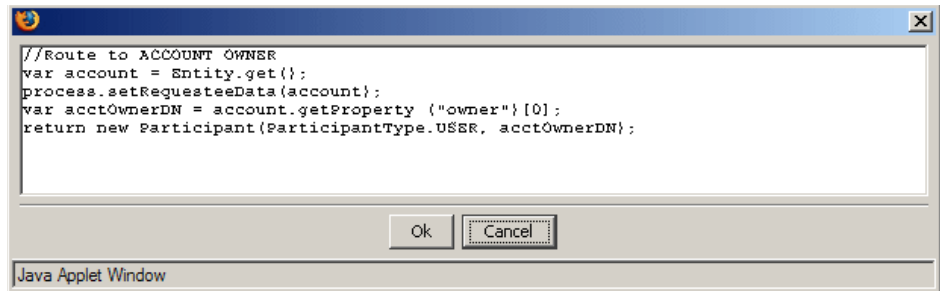 //Route to ACCOUNT OWNER
var account = Entity.get();
process.setRequesteeData(account);
var acctOwnerDN = account.getProperty ("owner")[0];
return new Participant(ParticipantType.USER, acctOwnerDN);
Ok
Cancel
Java Applet Window